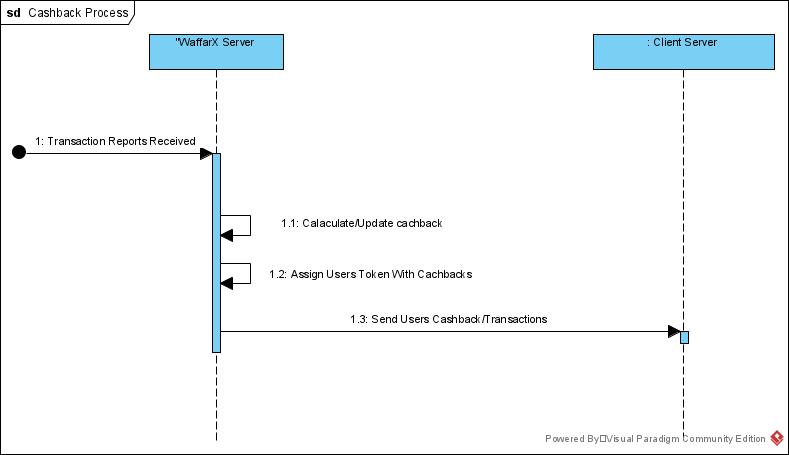 sd Cashback Process
"WaffarX Server
: Client Server
1: Transaction Reports Received
1.1: Calaculate/Update cachback
1.2: Assign Users Token With Cachbacks
1.3: Send Users Cashback/Transactions
Powered By□Visual Paradigm Community Edition